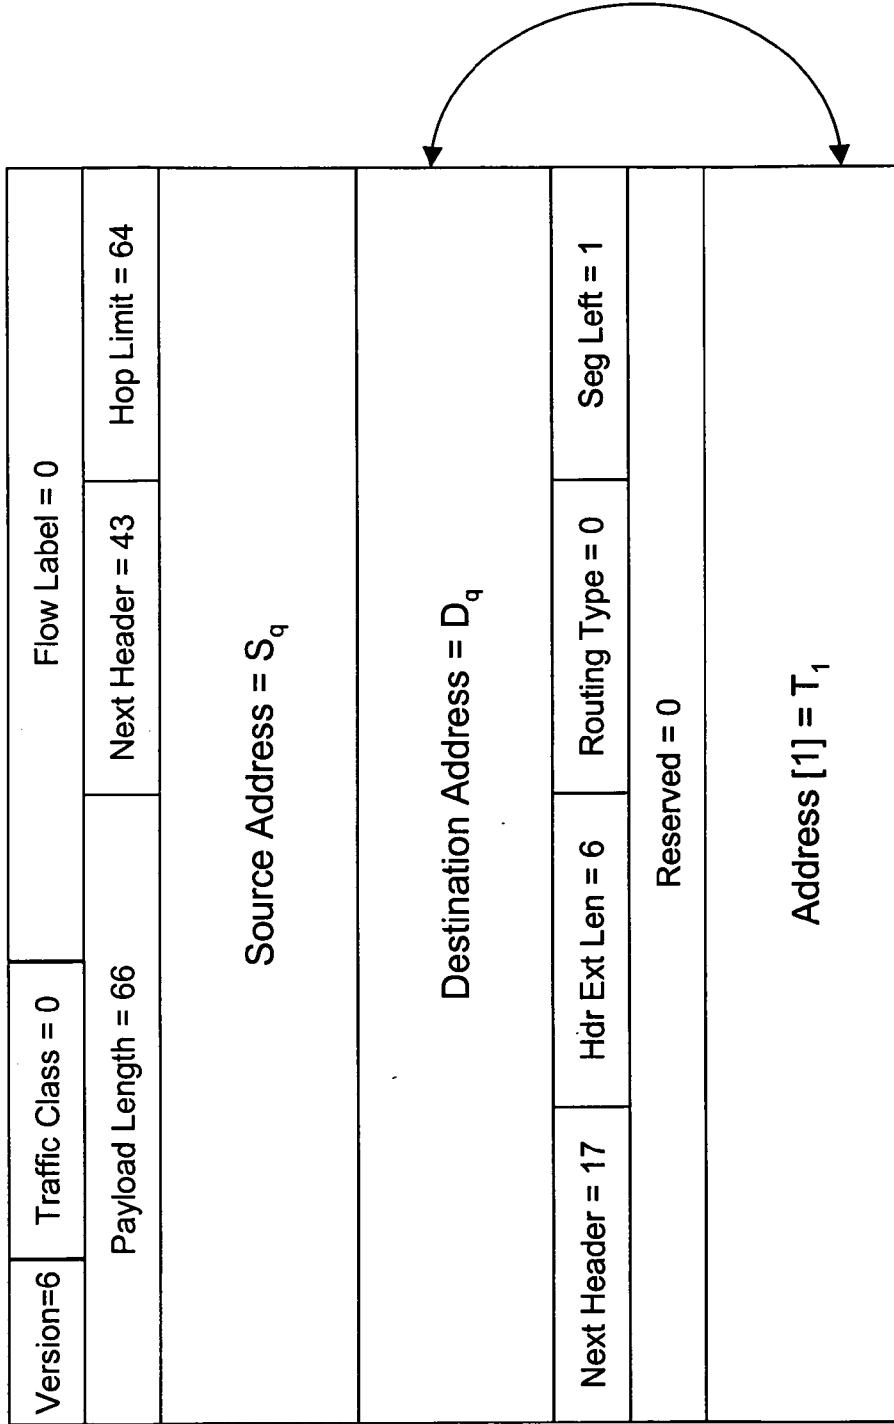 Version=6 Traffic Class = 0 Flow Label = 0
Payload Length = 66 Next Header = 43 Hop Limit = 64
Source Address = S_q
Destination Address = D_q
Next Header = 17 Hdr Ext Len = 6 Routing Type = 0 Seg Left = 1
Reserved = 0
Address [1] = T₁